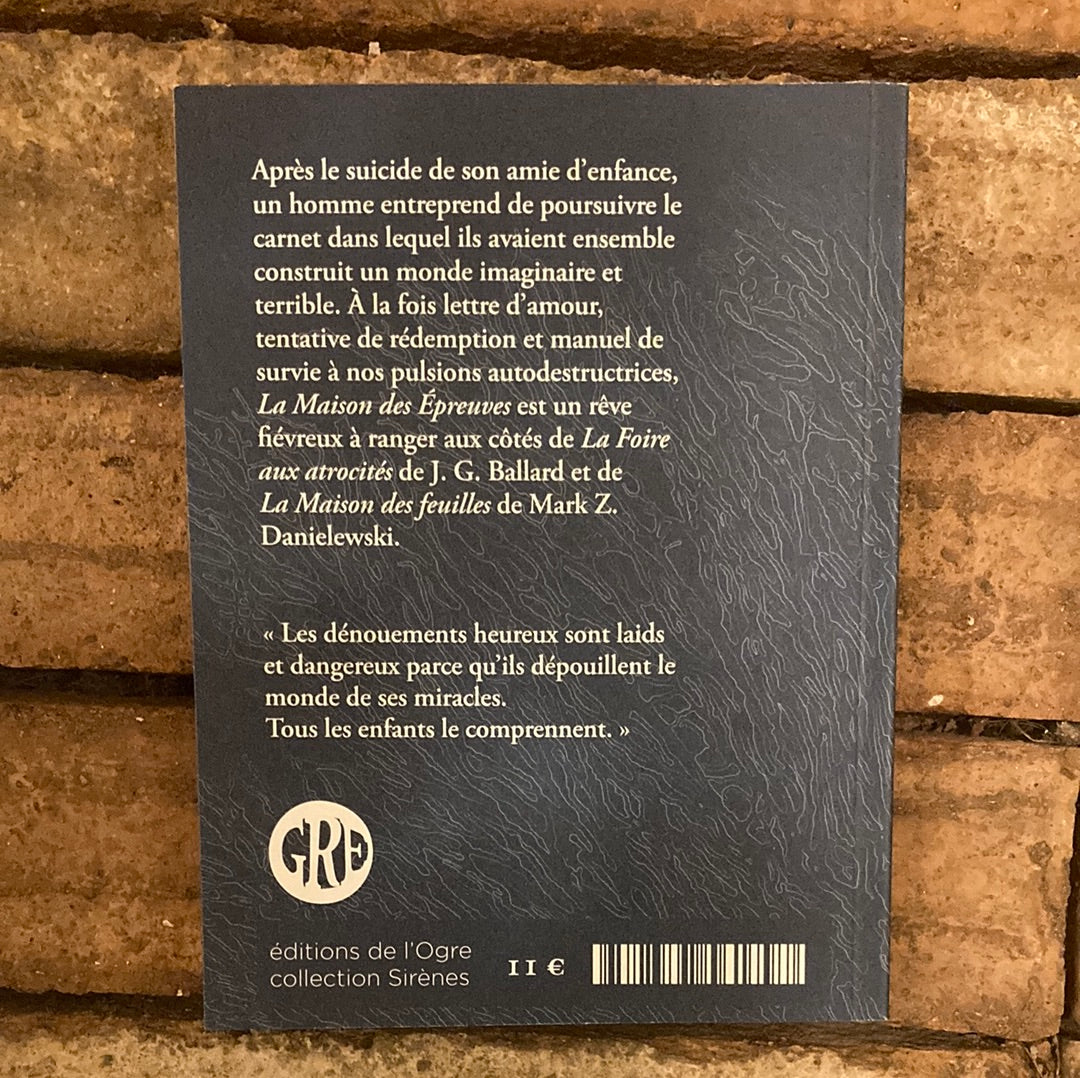 Après le suicide de son amie d’enfance,
un homme entreprend de poursuivre le
carnet dans lequel ils avaient ensemble
construit un monde imaginaire et
terrible. À la fois lettre d’amour,
tentative de rédemption et manuel de
survie à nos pulsions autodestructrices,
La Maison des Épreuves est un rêve
fiévreux à ranger aux côtés de La Foire
aux atrocités de J. G. Ballard et de
La Maison des feuilles de Mark Z.
Danielewski.
« Les dénouements heureux sont laids
et dangereux parce qu’ils dépouillent le
monde de ses miracles.
Tous les enfants le comprennent. »
GRE
éditions de l’Ogre
collection Sirènes
11 €